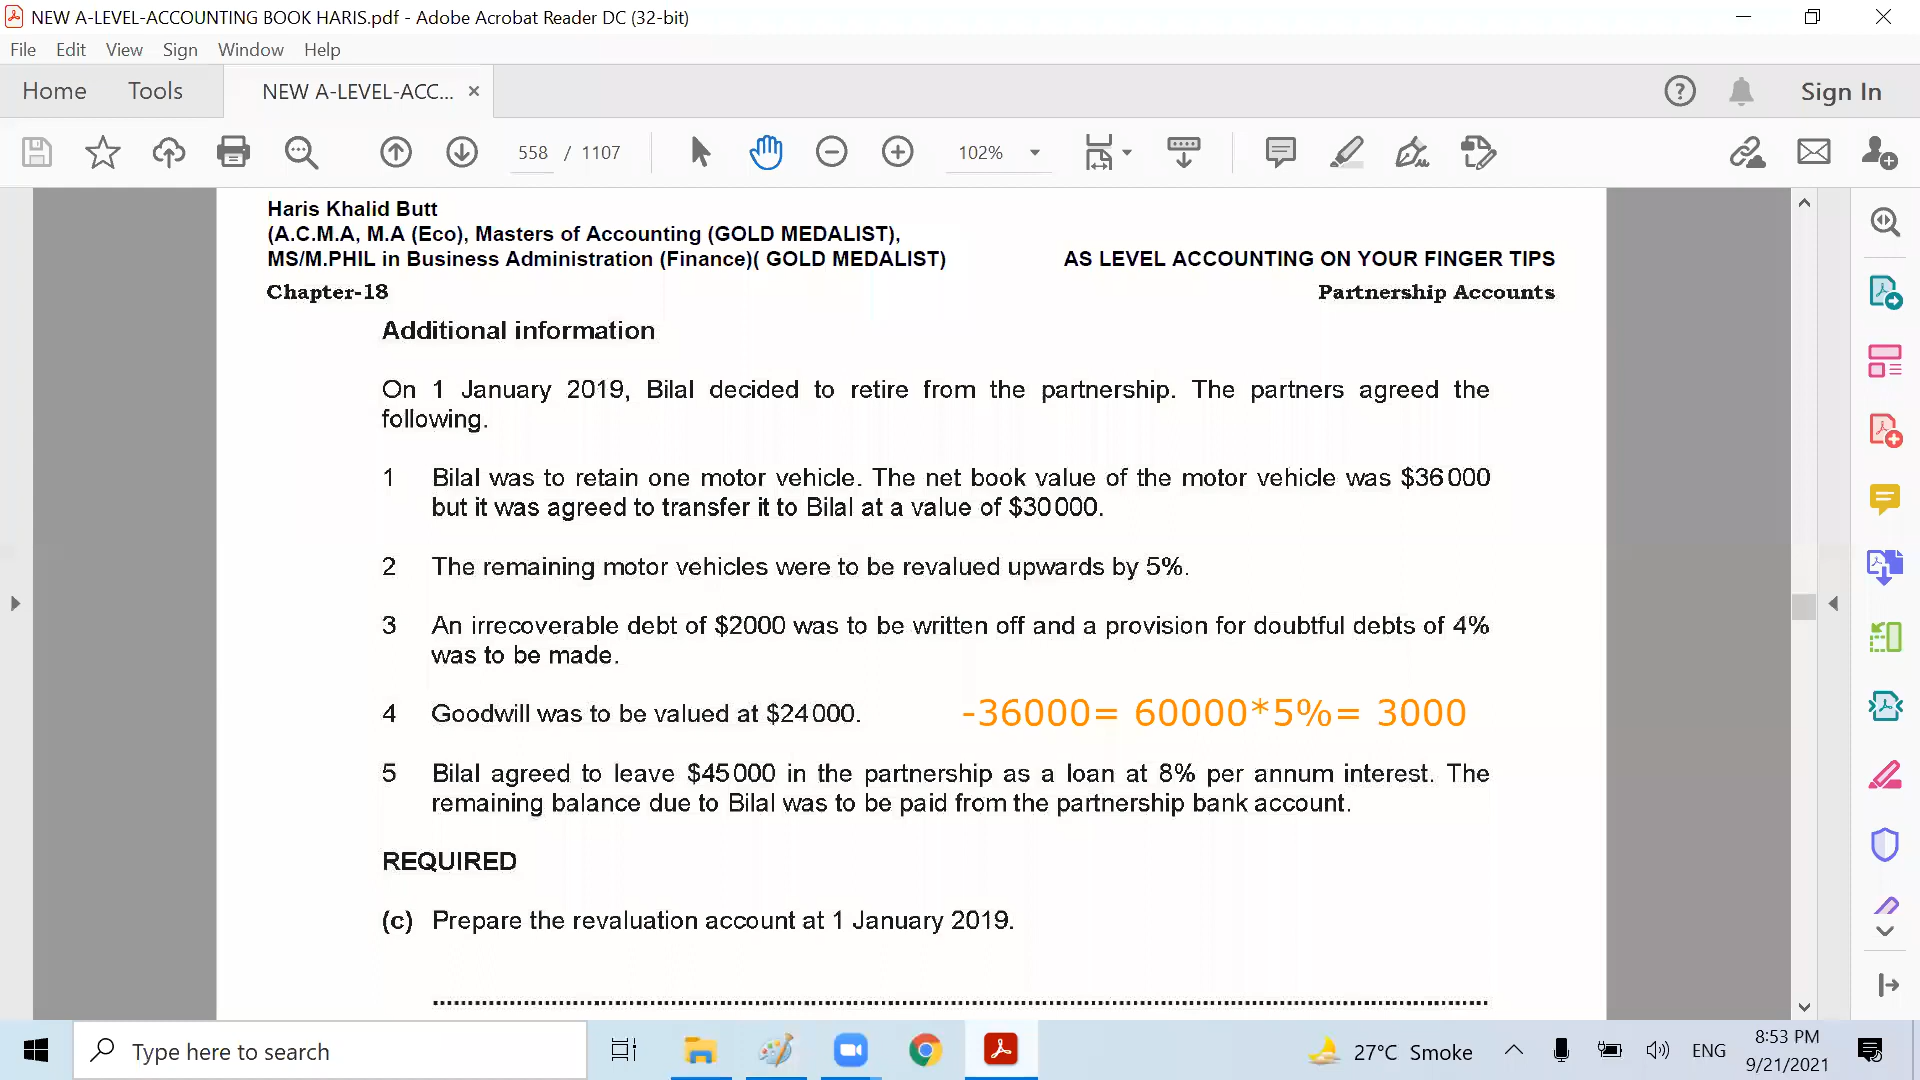 NEW A-LEVEL-ACCOUNTING BOOK HARIS.pdf - Adobe Acrobat Reader DC (32-bit)
File Edit View Sign Window Help
Home Tools NEW A-LEVEL-ACC... × Sign In
558 / 1107 102%
Haris Khalid Butt
(A.C.M.A, M.A (Eco), Masters of Accounting (GOLD MEDALIST),
MS/M.PHIL in Business Administration (Finance)( GOLD MEDALIST) AS LEVEL ACCOUNTING ON YOUR FINGER TIPS
Chapter-18 Partnership Accounts
Additional information
On 1 January 2019, Bilal decided to retire from the partnership. The partners agreed the
following.
1 Bilal was to retain one motor vehicle. The net book value of the motor vehicle was $36 000
but it was agreed to transfer it to Bilal at a value of $30 000.
2 The remaining motor vehicles were to be revalued upwards by 5%.
3 An irrecoverable debt of $2000 was to be written off and a provision for doubtful debts of 4%
was to be made.
4 Goodwill was to be valued at $24 000. -36000= 60000*5%= 3000
5 Bilal agreed to leave $45 000 in the partnership as a loan at 8% per annum interest. The
remaining balance due to Bilal was to be paid from the partnership bank account.
REQUIRED
(c) Prepare the revaluation account at 1 January 2019.
Type here to search 27°C Smoke ENG 8:53 PM
9/21/2021